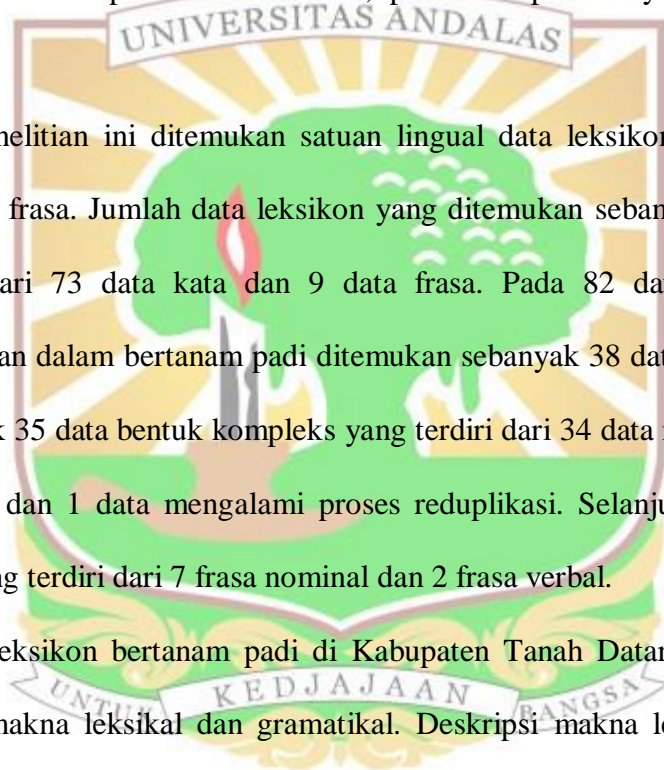 UNIVERSITAS ANDALAS
elitian ini ditemukan satuan lingual data leksikon
frasa. Jumlah data leksikon yang ditemukan seban
ari 73 data kata dan 9 data frasa. Pada 82 da
an dalam bertanam padi ditemukan sebanyak 38 dat
k 35 data bentuk kompleks yang terdiri dari 34 data
dan 1 data mengalami proses reduplikasi. Selanju
g terdiri dari 7 frasa nominal dan 2 frasa verbal.
eksikon bertanam padi di Kabupaten Tanah Datar
makna leksikal dan gramatikal. Deskripsi makna le
UNTUK KEDJAJAAN BANGSA